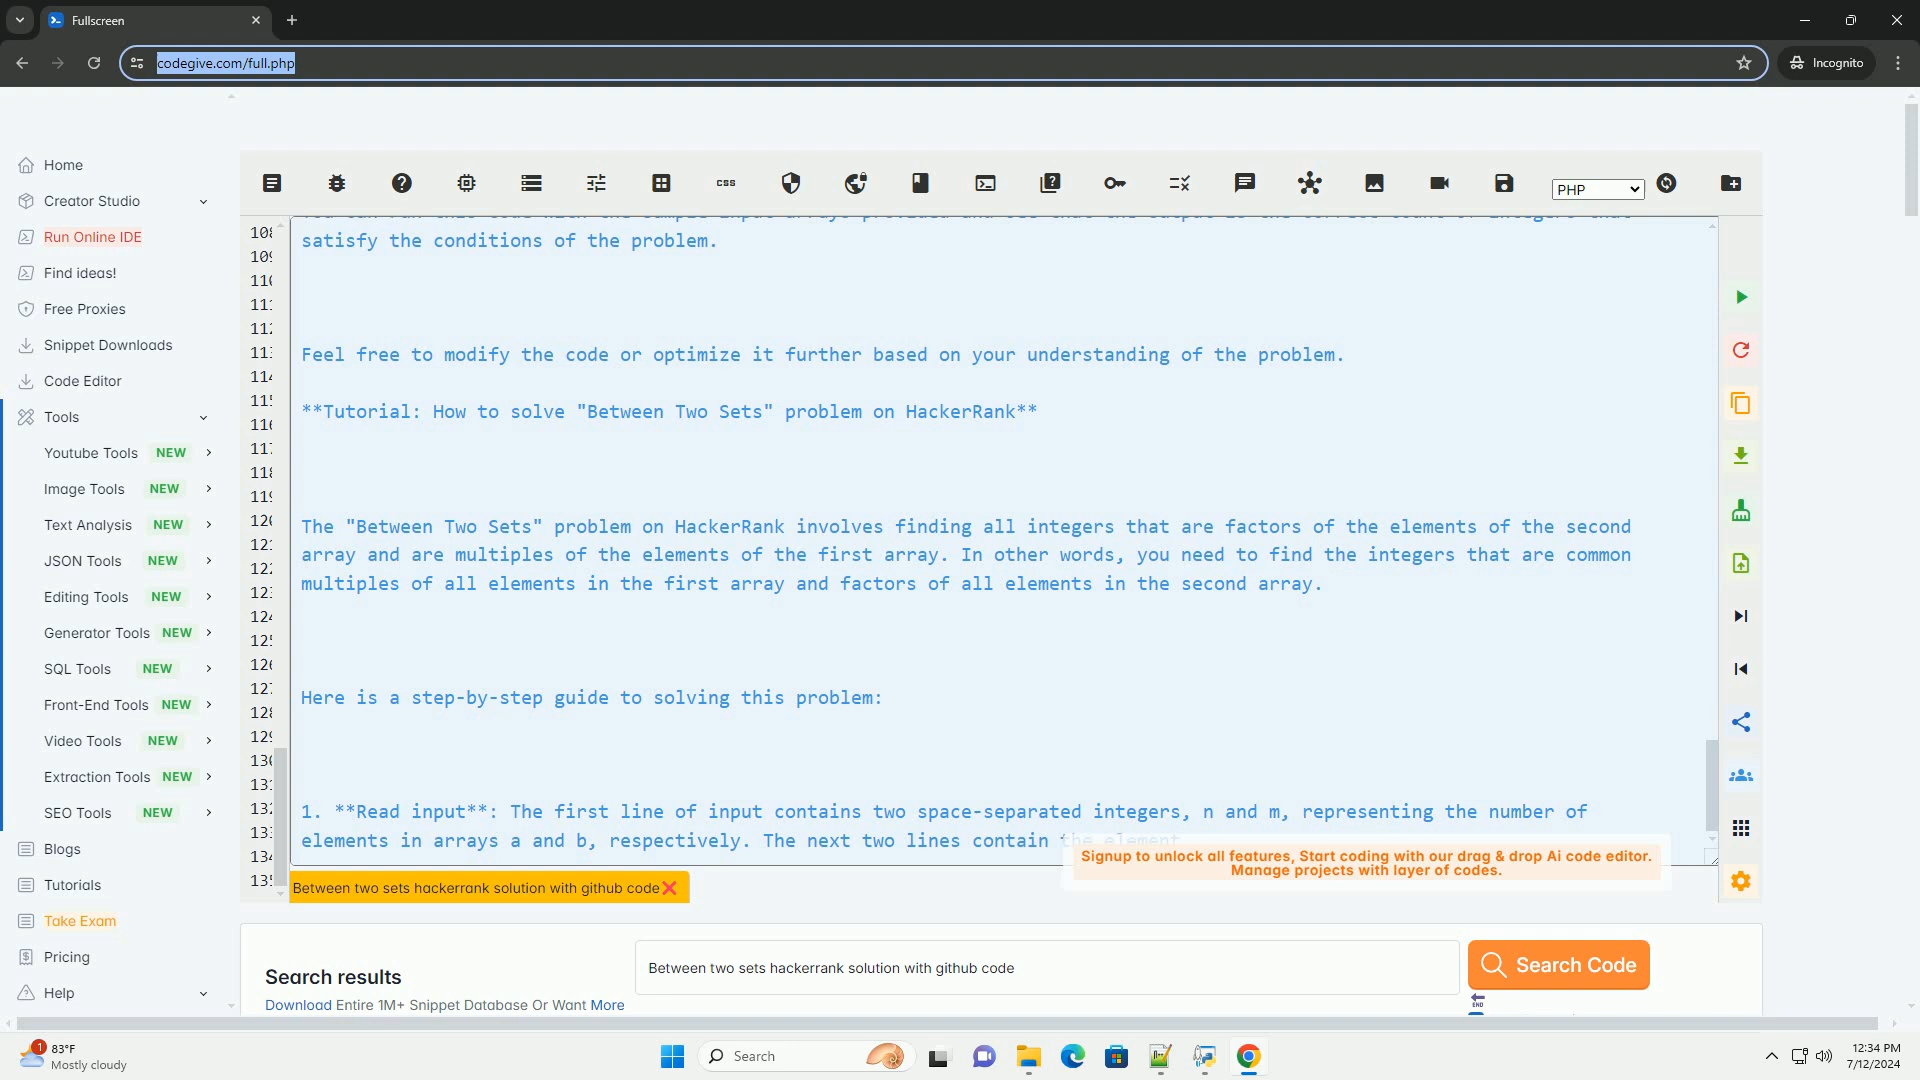 Fullscreen
codegive.com/full.php
Incognito
Home
Creator Studio
Run Online IDE
Find ideas!
Free Proxies
Snippet Downloads
Code Editor
Tools
Youtube Tools NEW
Image Tools NEW
Text Analysis NEW
JSON Tools NEW
Editing Tools NEW
Generator Tools NEW
SQL Tools NEW
Front-End Tools NEW
Video Tools NEW
Extraction Tools NEW
SEO Tools NEW
Blogs
Tutorials
Take Exam
Pricing
Help
css
PHP
satisfy the conditions of the problem.
Feel free to modify the code or optimize it further based on your understanding of the problem.
**Tutorial: How to solve "Between Two Sets" problem on HackerRank**
The "Between Two Sets" problem on HackerRank involves finding all integers that are factors of the elements of the second
array and are multiples of the elements of the first array. In other words, you need to find the integers that are common
multiples of all elements in the first array and factors of all elements in the second array.
Here is a step-by-step guide to solving this problem:
1. **Read input**: The first line of input contains two space-separated integers, n and m, representing the number of
elements in arrays a and b, respectively. The next two lines contain the element
Signup to unlock all features, Start coding with our drag & drop Ai code editor.
Manage projects with layer of codes.
Between two sets hackerrank solution with github code
Search results
Between two sets hackerrank solution with github code
Search Code
Download Entire 1M+ Snippet Database Or Want More
END
1
83°F
Mostly cloudy
Search
12:34 PM
7/12/2024